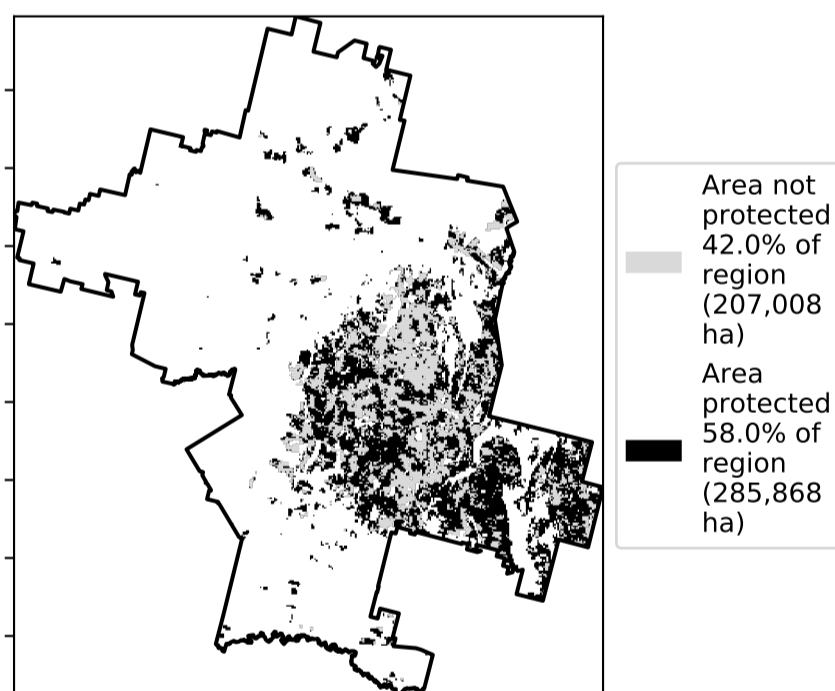 Area not
protected
42.0% of
region
(207,008
ha)
Area
protected
58.0% of
region
(285,868
ha)